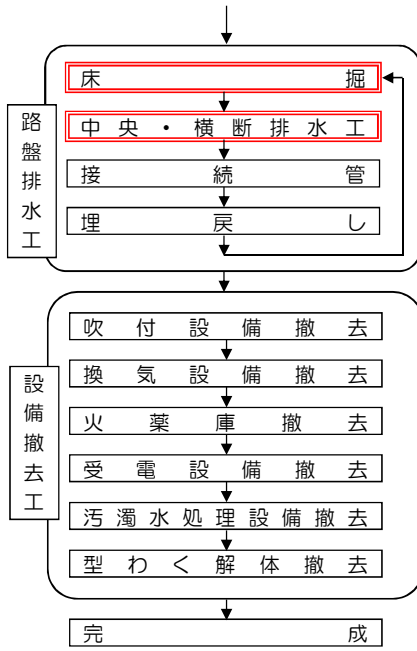 路盤排水工
床掘
中央・横断排水工
接続管
埋戻し
設備撤去工
吹付設備撤去
換気設備撤去
火薬庫撤去
受電設備撤去
汚濁水処理設備撤去
型わく解体撤去
完成